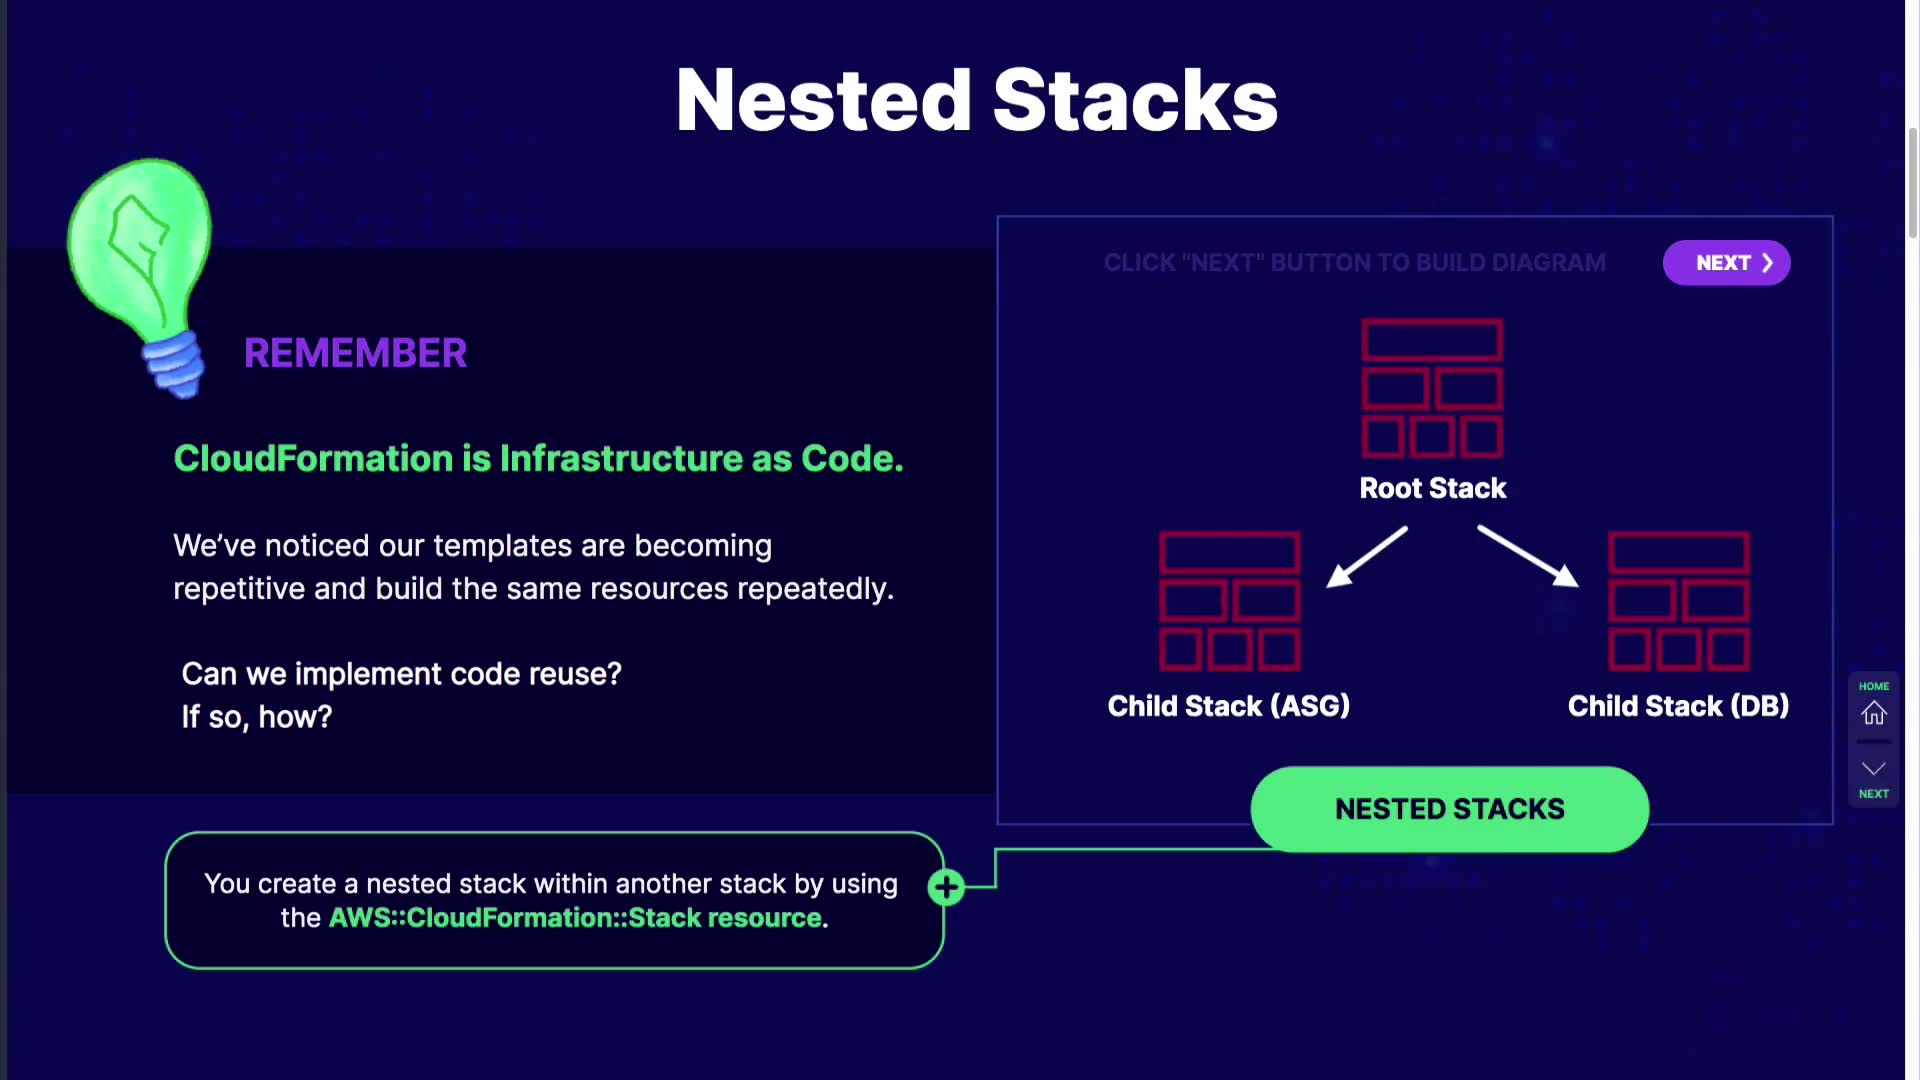 Nested Stacks
REMEMBER
CloudFormation is Infrastructure as Code.
We’ve noticed our templates are becoming
repetitive and build the same resources repeatedly.
Can we implement code reuse?
If so, how?
You create a nested stack within another stack by using
the AWS::CloudFormation::Stack resource.
CLICK "NEXT" BUTTON TO BUILD DIAGRAM
NEXT
Root Stack
Child Stack (ASG)
Child Stack (DB)
NESTED STACKS
HOME
NEXT